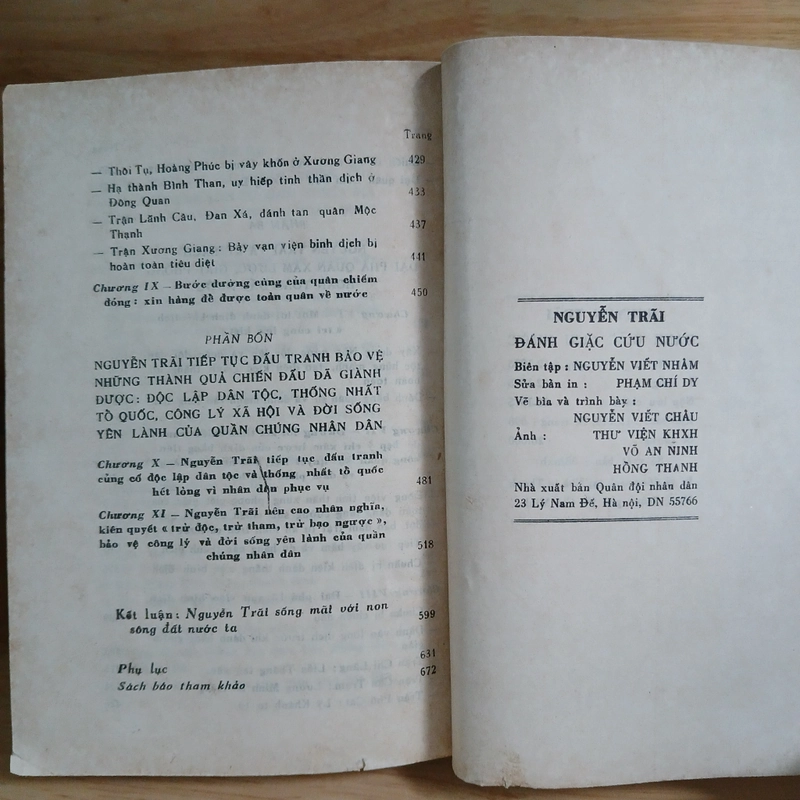 Trang
— Thôi Tụ, Hoàng Phúc bị vây khốn ở Xương Giang 429
— Hạ thành Bình Than, uy hiếp tinh thần địch ở
Đông Quan 433
— Trận Lãnh Câu, Đan Xá, đánh tan quân Mộc
Thạnh 437
— Trận Xương Giang : Bảy vạn viện binh địch bị
hoàn toàn tiêu diệt 441
Chương IX — Bước đường cùng của quân chiếm
đóng : xin hàng để được toàn quân về nước 450
PHẦN BỐN
NGUYỄN TRÃI TIẾP TỤC ĐẤU TRANH BẢO VỆ
NHỮNG THÀNH QUẢ CHIẾN ĐẤU ĐÃ GIÀNH
ĐƯỢC : ĐỘC LẬP DÂN TỘC, THỐNG NHẤT
TỔ QUỐC, CÔNG LÝ XÃ HỘI VÀ ĐỜI SỐNG
YÊN LÀNH CỦA QUẦN CHÚNG NHÂN DÂN
Chương X — Nguyễn Trãi tiếp tục đấu tranh
củng cố độc lập dân tộc và thống nhất tổ quốc
hết lòng vì nhân dân phục vụ 481
Chương XI — Nguyễn Trãi nêu cao nhân nghĩa,
kiên quyết « trừ độc, trừ tham, trừ bạo ngược »,
bảo vệ công lý và đời sống yên lành của quần
chúng nhân dân 518
Kết luận : Nguyễn Trãi sống mãi với non
sông đất nước ta 599
Phụ lục 631
Sách báo tham khảo 672
NGUYỄN TRÃI
ĐÁNH GIẶC CỨU NƯỚC
Biên tập : NGUYỄN VIẾT NHÂM
Sửa bản in : PHẠM CHÍ DY
Vẽ bìa và trình bày :
NGUYỄN VIẾT CHÂU
Ảnh : THƯ VIỆN KHXH
VÕ AN NINH
HỒNG THANH
Nhà xuất bản Quân đội nhân dân
23 Lý Nam Đế, Hà nội, DN 55766